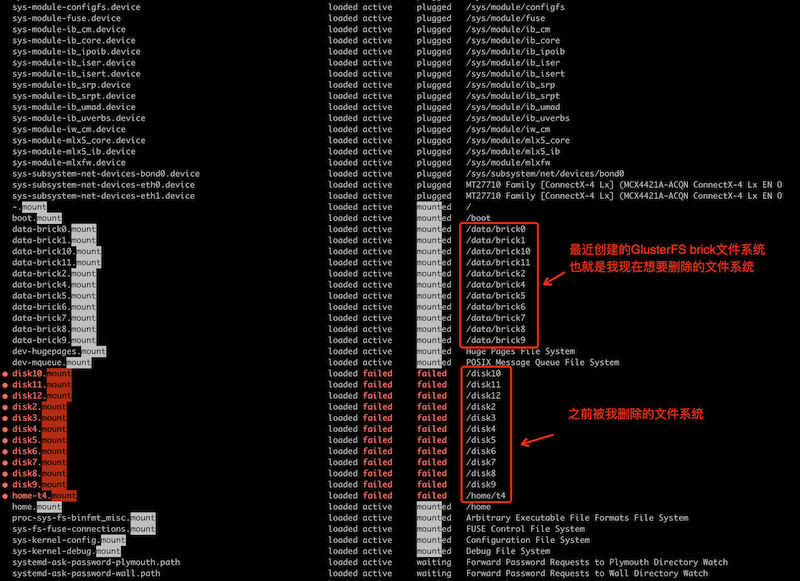 sys-module-configfs.device loaded active plugged /sys/module/configfs
sys-module-fuse.device loaded active plugged /sys/module/fuse
sys-module-ib_cm.device loaded active plugged /sys/module/ib_cm
sys-module-ib_core.device loaded active plugged /sys/module/ib_core
sys-module-ib_ipoib.device loaded active plugged /sys/module/ib_ipoib
sys-module-ib_iser.device loaded active plugged /sys/module/ib_iser
sys-module-ib_isert.device loaded active plugged /sys/module/ib_isert
sys-module-ib_srp.device loaded active plugged /sys/module/ib_srp
sys-module-ib_srpt.device loaded active plugged /sys/module/ib_srpt
sys-module-ib_umad.device loaded active plugged /sys/module/ib_umad
sys-module-ib_uverbs.device loaded active plugged /sys/module/ib_uverbs
sys-module-iw_cm.device loaded active plugged /sys/module/iw_cm
sys-module-mlx5_core.device loaded active plugged /sys/module/mlx5_core
sys-module-mlx5_ib.device loaded active plugged /sys/module/mlx5_ib
sys-module-mlxfw.device loaded active plugged /sys/module/mlxfw
sys-subsystem-net-devices-bond0.device loaded active plugged /sys/subsystem/net/devices/bond0
sys-subsystem-net-devices-eth0.device loaded active plugged MT27710 Family [ConnectX-4 Lx] (MCX4421A-ACQN ConnectX-4 Lx EN O
sys-subsystem-net-devices-eth1.device loaded active plugged MT27710 Family [ConnectX-4 Lx] (MCX4421A-ACQN ConnectX-4 Lx EN O
-.mount loaded active mounted /
boot.mount loaded active mounted /boot
data-brick0.mount loaded active mounted /data/brick0
data-brick1.mount loaded active mounted /data/brick1
data-brick10.mount loaded active mounted /data/brick10
data-brick11.mount loaded active mounted /data/brick11
data-brick2.mount loaded active mounted /data/brick2
data-brick4.mount loaded active mounted /data/brick4
data-brick5.mount loaded active mounted /data/brick5
data-brick6.mount loaded active mounted /data/brick6
data-brick7.mount loaded active mounted /data/brick7
data-brick8.mount loaded active mounted /data/brick8
data-brick9.mount loaded active mounted /data/brick9
最近创建的GlusterFS brick文件系统
也就是我现在想要删除的文件系统
dev-hugepages.mount loaded active mounted Huge Pages File System
dev-mqueue.mount loaded active mounted POSIX Message Queue File System
● disk10.mount loaded failed failed /disk10
● disk11.mount loaded failed failed /disk11
● disk12.mount loaded failed failed /disk12
● disk2.mount loaded failed failed /disk2
● disk3.mount loaded failed failed /disk3
● disk4.mount loaded failed failed /disk4
● disk5.mount loaded failed failed /disk5
● disk6.mount loaded failed failed /disk6
● disk7.mount loaded failed failed /disk7
● disk8.mount loaded failed failed /disk8
● disk9.mount loaded failed failed /disk9
● home-t4.mount loaded failed failed /home/t4
之前被我删除的文件系统
home.mount loaded active mounted /home
proc-sys-fs-binfmt_misc.mount loaded active mounted Arbitrary Executable File Formats File System
sys-fs-fuse-connections.mount loaded active mounted FUSE Control File System
sys-kernel-config.mount loaded active mounted Configuration File System
sys-kernel-debug.mount loaded active mounted Debug File System
systemd-ask-password-plymouth.path loaded active waiting Forward Password Requests to Plymouth Directory Watch
systemd-ask-password-wall.path loaded active waiting Forward Password Requests to Wall Directory Watch